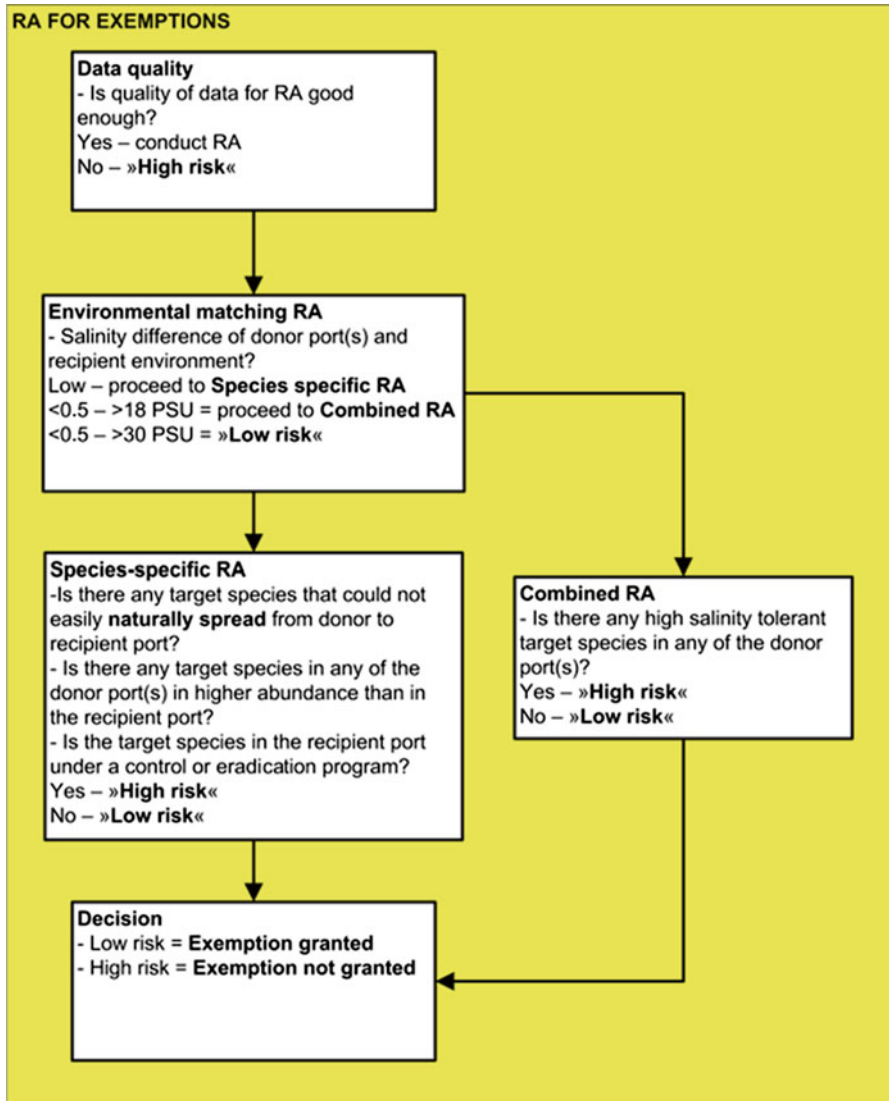 RA FOR EXEMPTIONS
Data quality
- Is quality of data for RA good
enough?
Yes – conduct RA
No – »High risk«
Environmental matching RA
- Salinity difference of donor port(s) and
recipient environment?
Low – proceed to Species specific RA
<0.5 – >18 PSU = proceed to Combined RA
<0.5 – >30 PSU = »Low risk«
Species-specific RA
-Is there any target species that could not
easily naturally spread from donor to
recipient port?
- Is there any target species in any of the
donor port(s) in higher abundance than in
the recipient port?
- Is the target species in the recipient port
under a control or eradication program?
Yes – »High risk«
No – »Low risk«
Combined RA
- Is there any high salinity tolerant
target species in any of the donor
port(s)?
Yes – »High risk«
No – »Low risk«
Decision
- Low risk = Exemption granted
- High risk = Exemption not granted